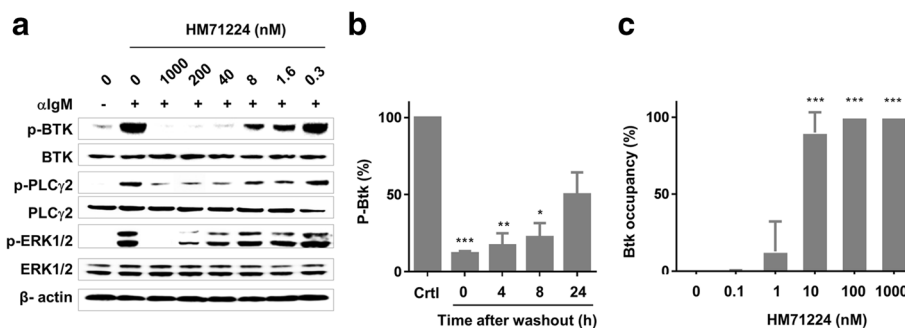 a
HM71224 (nM)
0 0 1000 200 40 8 1.6 0.3
αIgM - + + + + + + +
p-BTK
BTK
p-PLCγ2
PLCγ2
p-ERK1/2
ERK1/2
β- actin
b
P-Btk (%)
100
50
0
***
**
*
Crtl 0 4 8 24
Time after washout (h)
c
Btk occupancy (%)
100
50
0
*** *** ***
0 0.1 1 10 100 1000
HM71224 (nM)